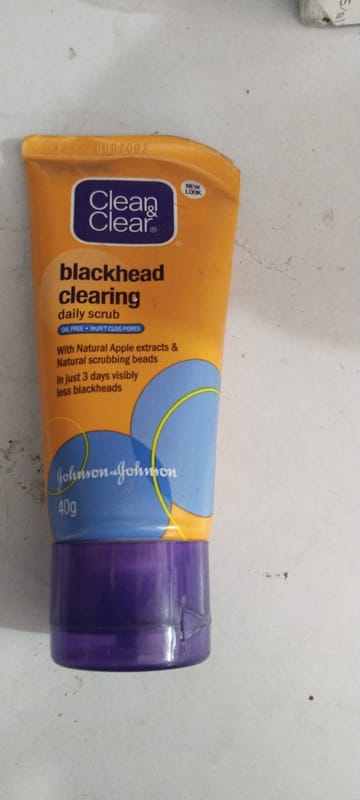 NEW
LOOK
Clean
&
Clear®
blackhead
clearing
daily scrub
OIL FREE • WON'T CLOG PORES
With Natural Apple extracts &
Natural scrubbing beads
In just 3 days visibly
less blackheads
Johnson & Johnson
40g